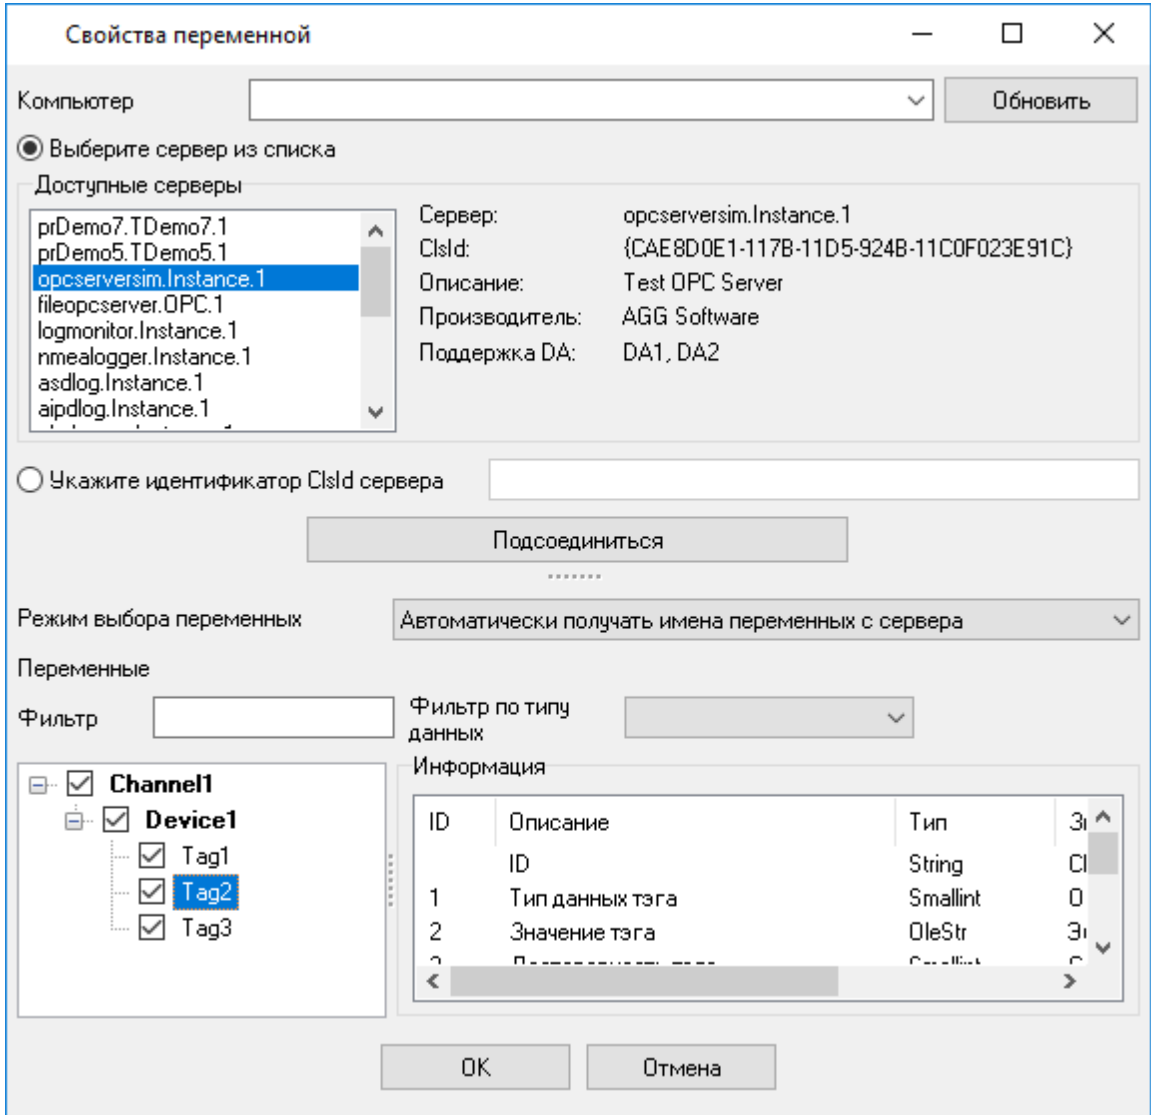 Свойства переменной
Компьютер
Обновить
Выберите сервер из списка
Доступные серверы
prDemo7.TDemo7.1
prDemo5.TDemo5.1
opcserversim.Instance.1
fileopcserver.OPC.1
logmonitor.Instance.1
nmealogger.Instance.1
asdlog.Instance.1
aipdlog.Instance.1
Сервер: opcserversim.Instance.1
ClsId: {CAE8D0E1-117B-11D5-924B-11C0F023E91C}
Описание: Test OPC Server
Производитель: AGG Software
Поддержка DA: DA1, DA2
Укажите идентификатор ClsId сервера
Подсоединиться
Режим выбора переменных Автоматически получать имена переменных с сервера
Переменные
Фильтр
Фильтр по типу
данных
Channel1
Device1
Tag1
Tag2
Tag3
Информация
ID Описание Тип
ID String
1 Тип данных тэга Smallint
2 Значение тэга OleStr
OK Отмена